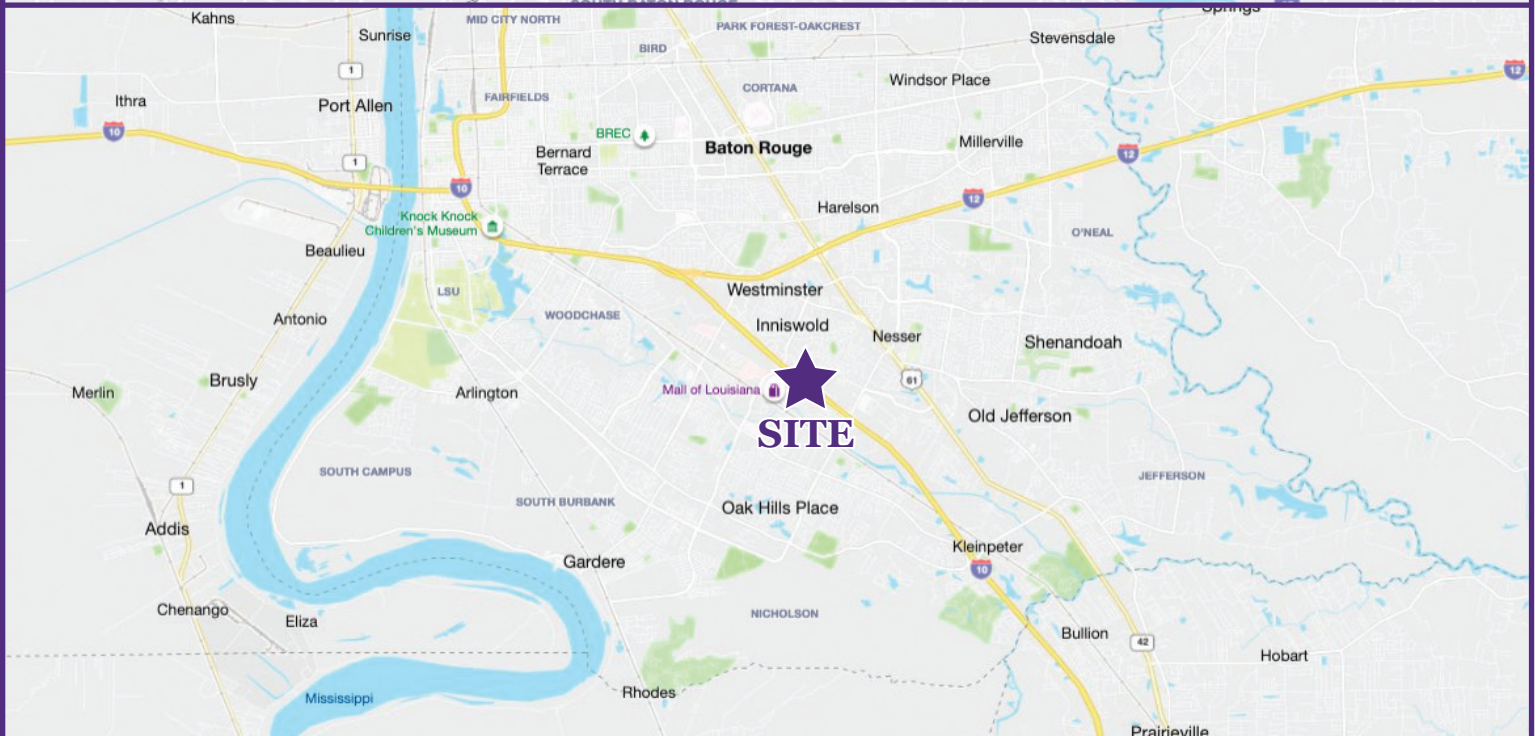 Kahns
MID CITY NORTH
Springs
Sunrise
PARK FOREST-OAKCREST
Stevensdale
BIRD
1
12
Windsor Place
CORTANA
Ithra
Port Allen
FAIRFIELDS
10
BREC
Baton Rouge
Millerville
Bernard
Terrace
12
1
10
12
Harelson
Knock Knock
Children's Museum
O'NEAL
Beaulieu
LSU
Westminster
Antonio
WOODCHASE
Inniswold
Nesser
Shenandoah
Brusly
61
Merlin
Arlington
Mall of Louisiana
Old Jefferson
SITE
SOUTH CAMPUS
JEFFERSON
1
SOUTH BURBANK
Oak Hills Place
Addis
Kleinpeter
Gardere
10
Chenango
Eliza
NICHOLSON
Bullion
42
Hobart
Rhodes
Mississippi
Prairieville